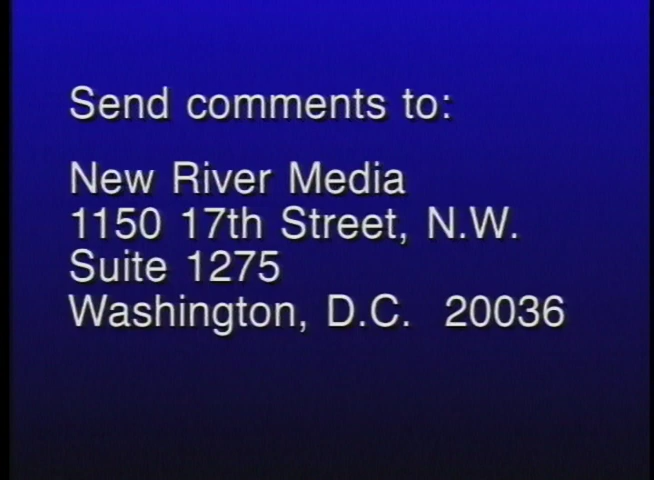 Send comments to:
New River Media
1150 17th Street, N.W.
Suite 1275
Washington, D.C. 20036